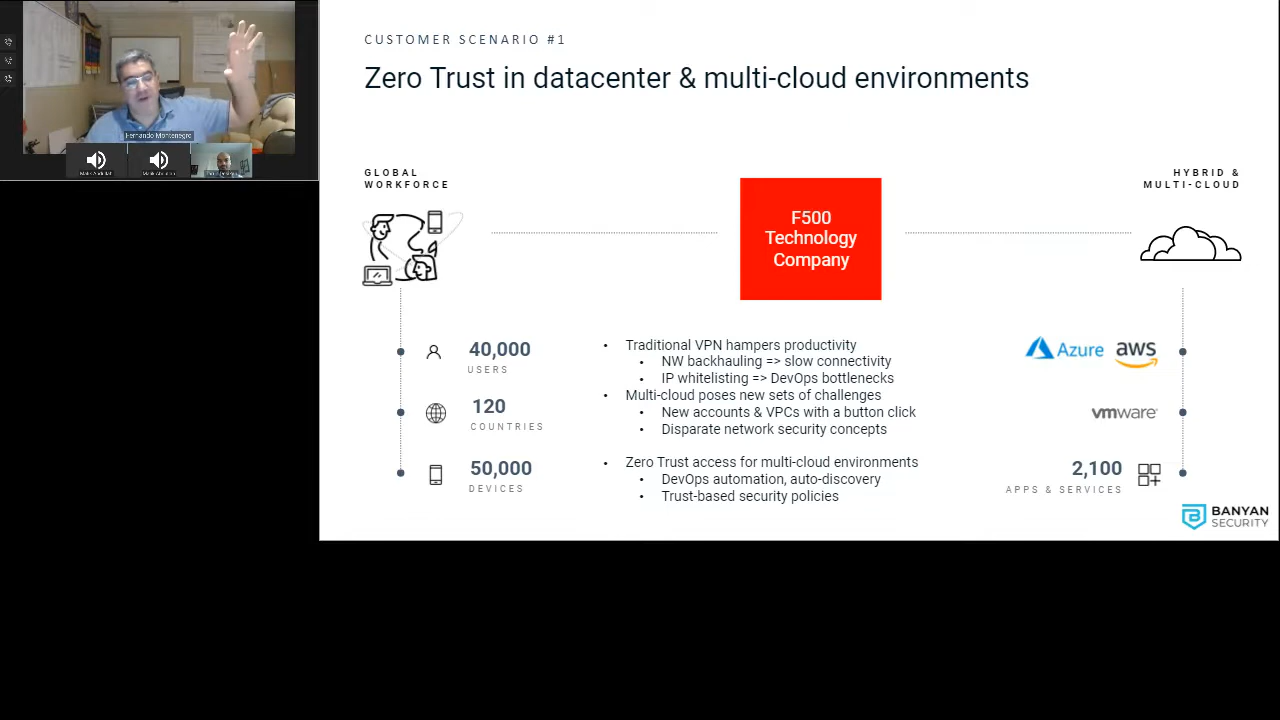 Fernando Montenegro
CUSTOMER SCENARIO #1
Zero Trust in datacenter & multi-cloud environments
GLOBAL
WORKFORCE
F500
Technology
Company
HYBRID &
MULTI-CLOUD
40,000
USERS
120
COUNTRIES
50,000
DEVICES
• Traditional VPN hampers productivity
• NW backhauling => slow connectivity
• IP whitelisting => DevOps bottlenecks
• Multi-cloud poses new sets of challenges
• New accounts & VPCs with a button click
• Disparate network security concepts
• Zero Trust access for multi-cloud environments
• DevOps automation, auto-discovery
• Trust-based security policies
Azure aws
vmware
2,100
APPS & SERVICES
BANYAN
SECURITY